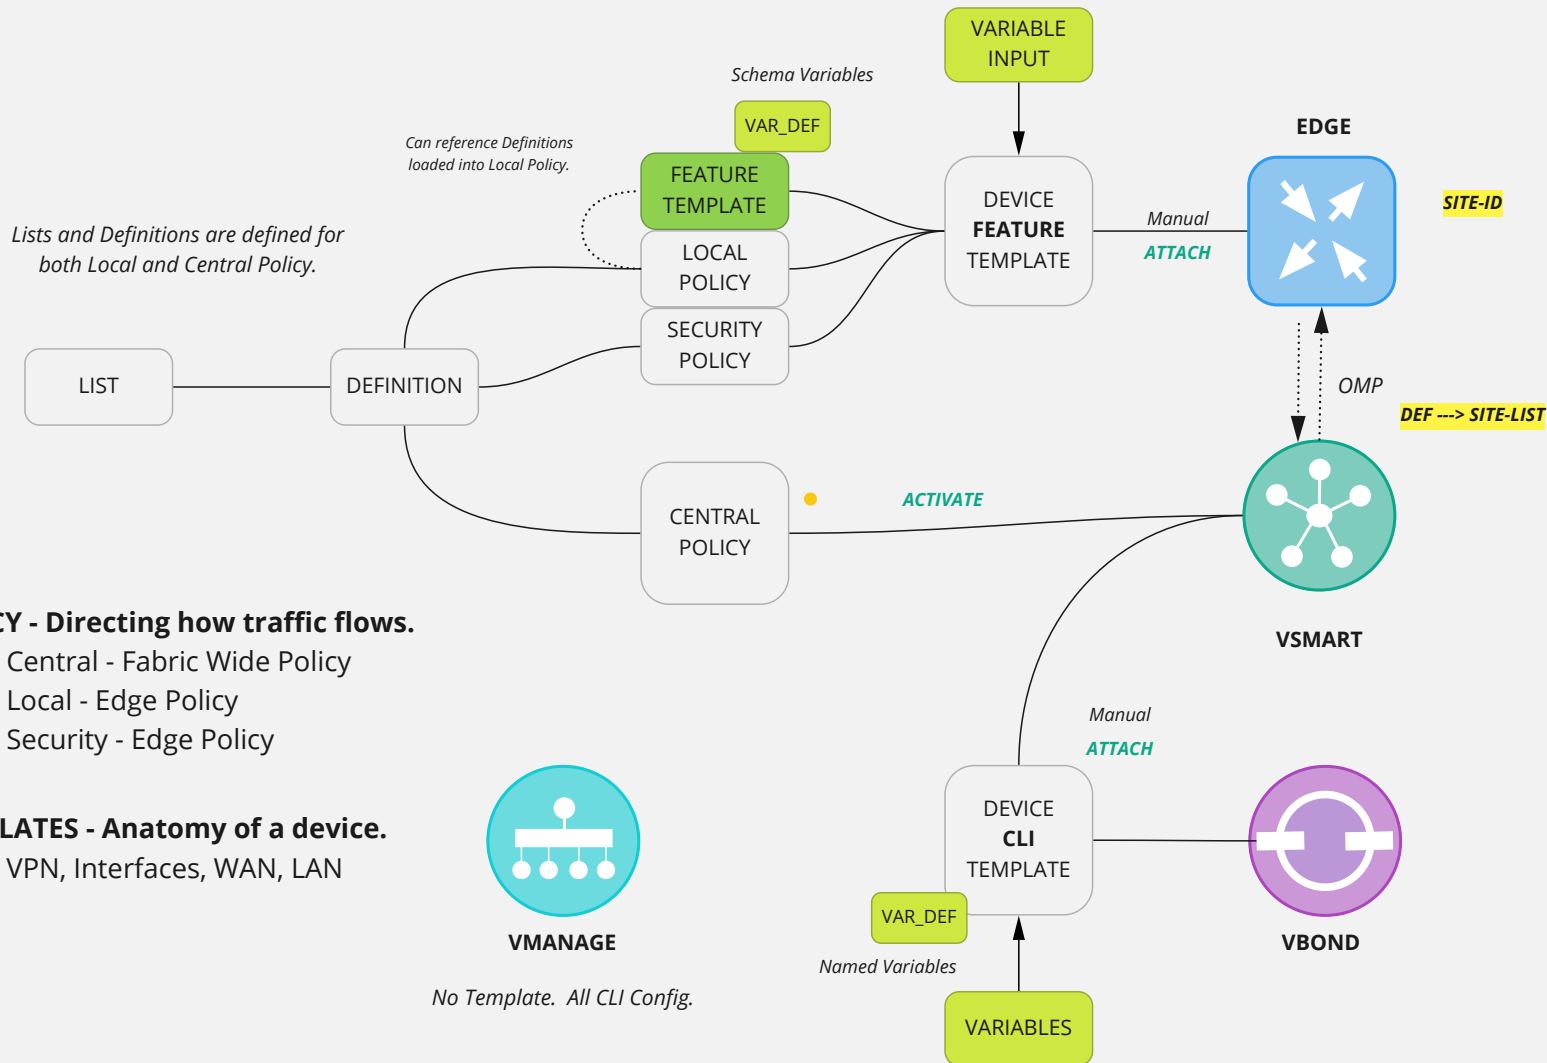 VARIABLE
INPUT
Schema Variables
VAR_DEF
EDGE
Can reference Definitions
loaded into Local Policy.
FEATURE
TEMPLATE
DEVICE
FEATURE
TEMPLATE
Manual
ATTACH
SITE-ID
Lists and Definitions are defined for
both Local and Central Policy.
LOCAL
POLICY
SECURITY
POLICY
LIST
DEFINITION
OMP
DEF ---> SITE-LIST
CENTRAL
POLICY
ACTIVATE
VSMART
CY - Directing how traffic flows.
Central - Fabric Wide Policy
Local - Edge Policy
Security - Edge Policy
LATES - Anatomy of a device.
VPN, Interfaces, WAN, LAN
VMANAGE
No Template.  All CLI Config.
Manual
ATTACH
DEVICE
CLI
TEMPLATE
VAR_DEF
Named Variables
VARIABLES
VBOND